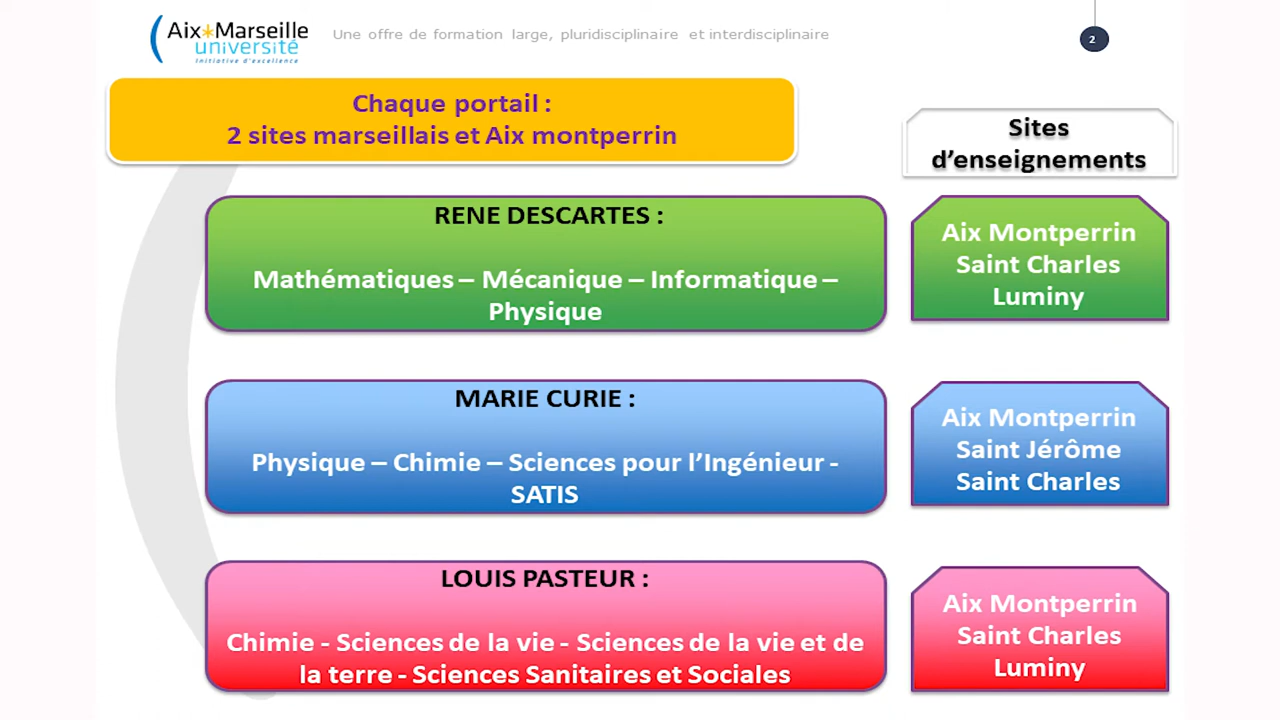 Aix Marseille
université
Initiative d'excellence
Une offre de formation large, pluridisciplinaire et interdisciplinaire
2
Chaque portail :
2 sites marseillais et Aix montperrin
Sites
d’enseignements
RENE DESCARTES :
Mathématiques – Mécanique – Informatique –
Physique
Aix Montperrin
Saint Charles
Luminy
MARIE CURIE :
Physique – Chimie – Sciences pour l’Ingénieur -
SATIS
Aix Montperrin
Saint Jérôme
Saint Charles
LOUIS PASTEUR :
Chimie - Sciences de la vie - Sciences de la vie et de
la terre - Sciences Sanitaires et Sociales
Aix Montperrin
Saint Charles
Luminy